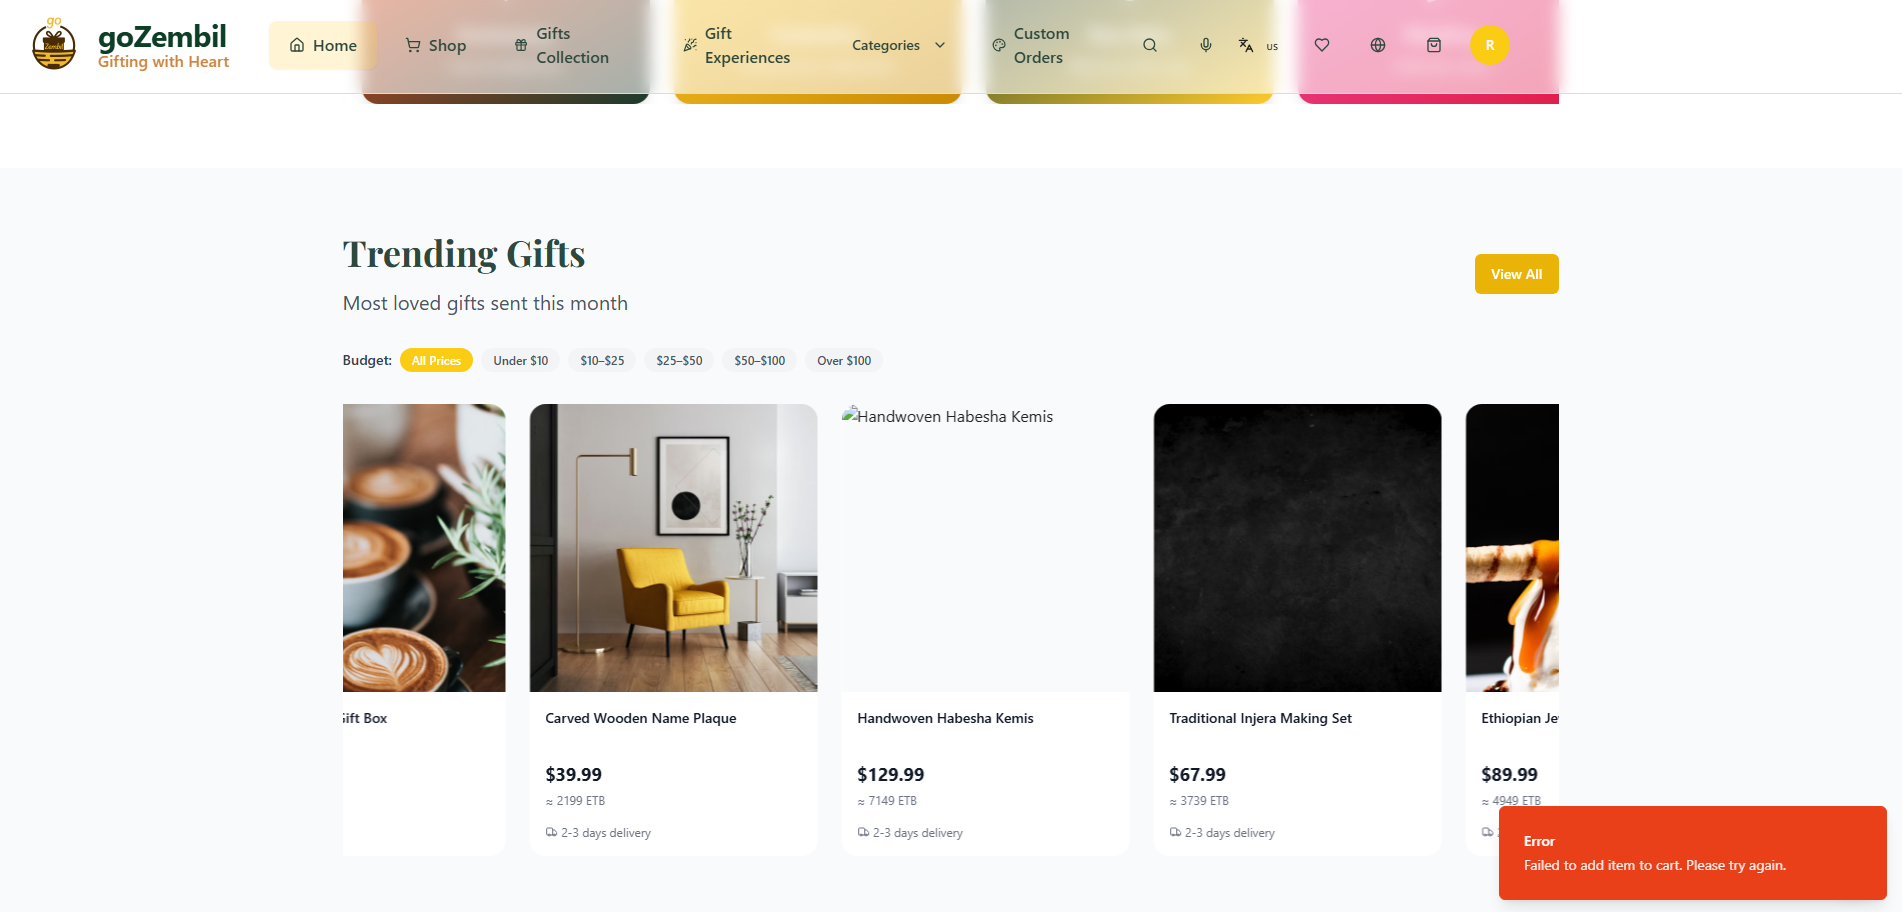 go
Zembil
goZembil
Gifting with Heart
Home
Shop
Gifts
Collection
Gift
Experiences
Categories
Custom
Orders
US
R
Trending Gifts
Most loved gifts sent this month
View All
Budget:
All Prices
Under $10
$10–$25
$25–$50
$50–$100
Over $100
Handwoven Habesha Kemis
Gift Box
Carved Wooden Name Plaque
Handwoven Habesha Kemis
Traditional Injera Making Set
Ethiopian
$39.99
$129.99
$67.99
$89.99
≈ 2199 ETB
≈ 7149 ETB
≈ 3739 ETB
≈ 4949 ETB
2-3 days delivery
2-3 days delivery
2-3 days delivery
Error
Failed to add item to cart. Please try again.